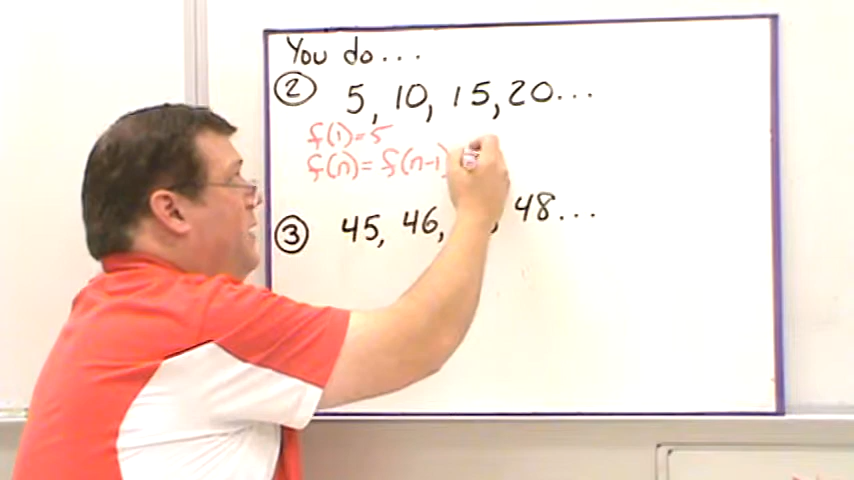 You do...
② 5, 10, 15, 20...
f(1)=5
f(n)= f(n-1)
③ 45, 46, , 48...